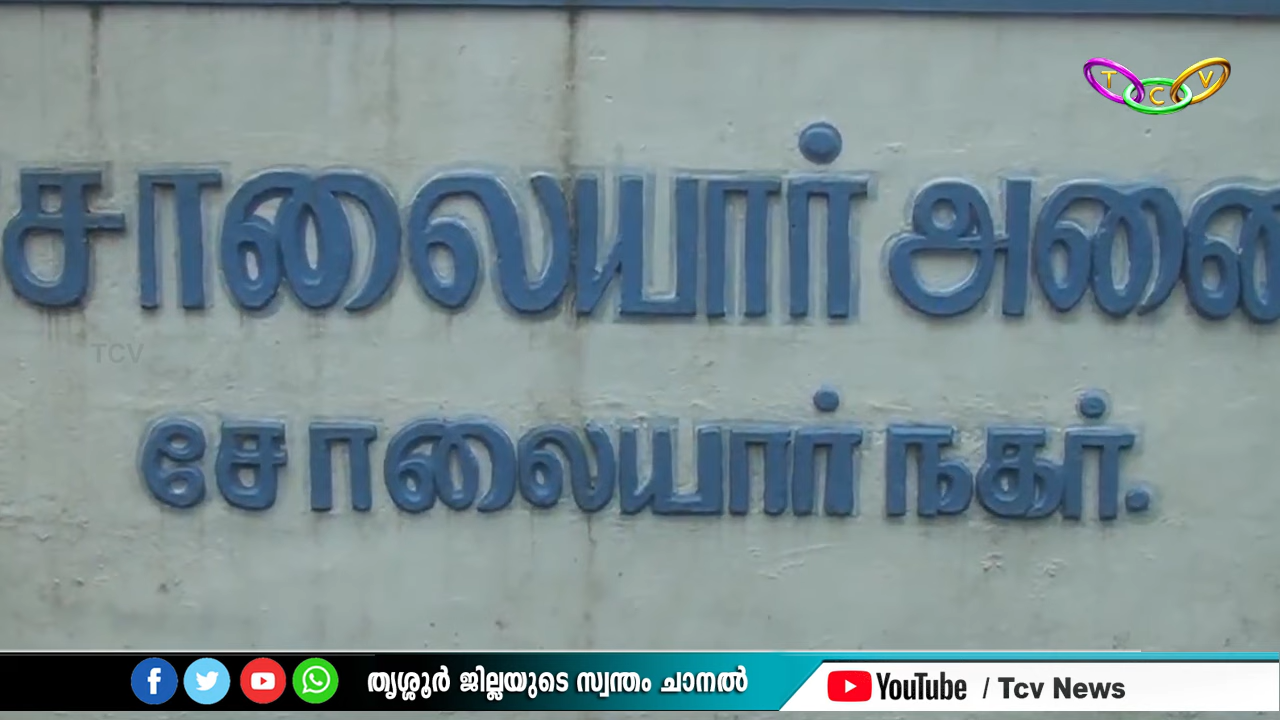 TCV
சாலையார் அணை
TCV
சோலையார் நகர்.
തൃശ്ശൂർ ജില്ലയുടെ സ്വന്തം ചാനൽ
YouTube / Tcv News